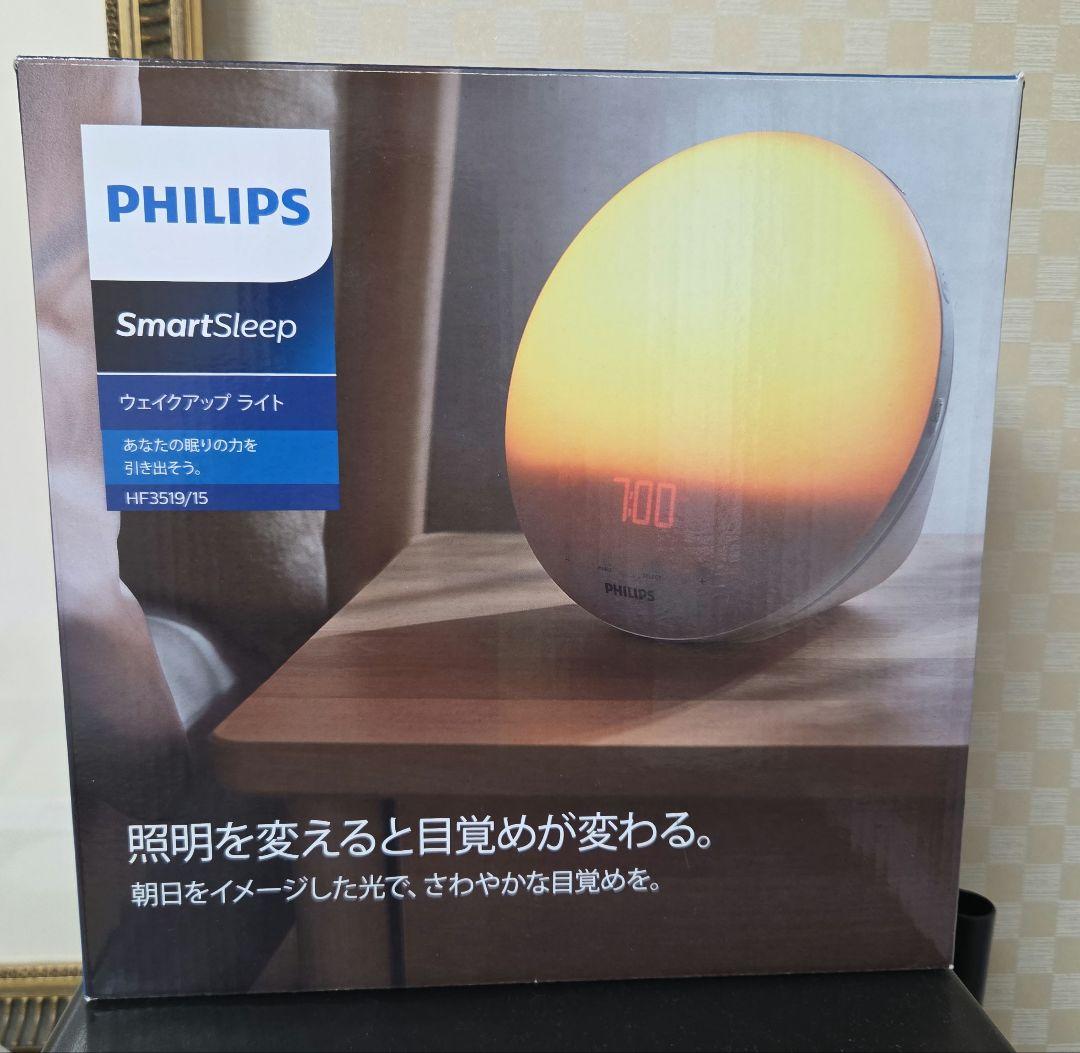 PHILIPS
SmartSleep
ウェイクアップ ライト
あなたの眠りの力を
引き出そう。
HF3519/15
7:00
SELECT
PHILIPS
照明を変えると目覚めが変わる。
朝日をイメージした光で、さわやかな目覚めを。